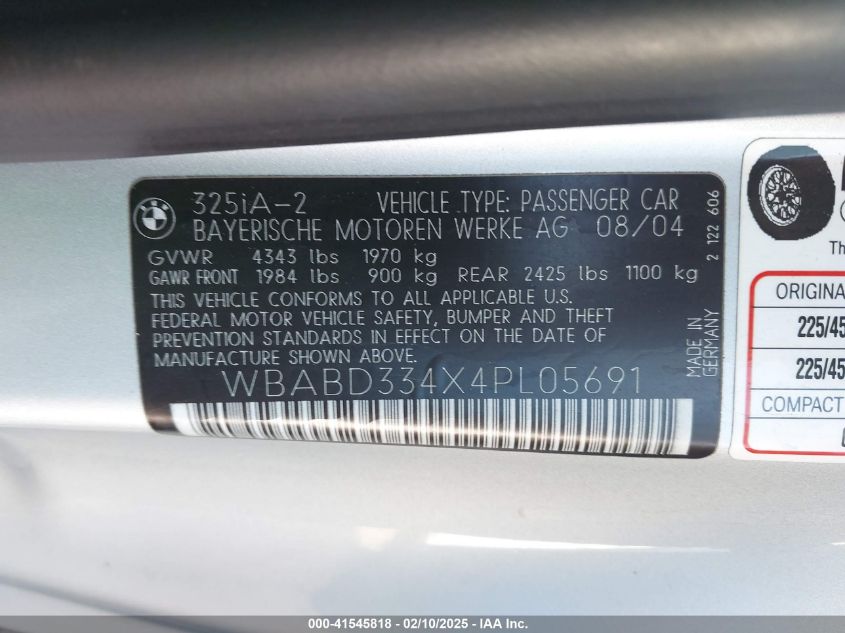 325iA-2 VEHICLE TYPE: PASSENGER CAR
BAYERISCHE MOTOREN WERKE AG 08/04
GVWR 4343 lbs 1970 kg
GAWR FRONT 1984 lbs 900 kg REAR 2425 lbs 1100 kg
THIS VEHICLE CONFORMS TO ALL APPLICABLE U.S.
FEDERAL MOTOR VEHICLE SAFETY, BUMPER AND THEFT
PREVENTION STANDARDS IN EFFECT ON THE DATE OF
MANUFACTURE SHOWN ABOVE.
WBABD334X4PL05691
2 122 606
MADE IN
GERMANY
Th
ORIGINA
225/45
225/45
COMPACT
000-41545818 - 02/10/2025 - IAA Inc.